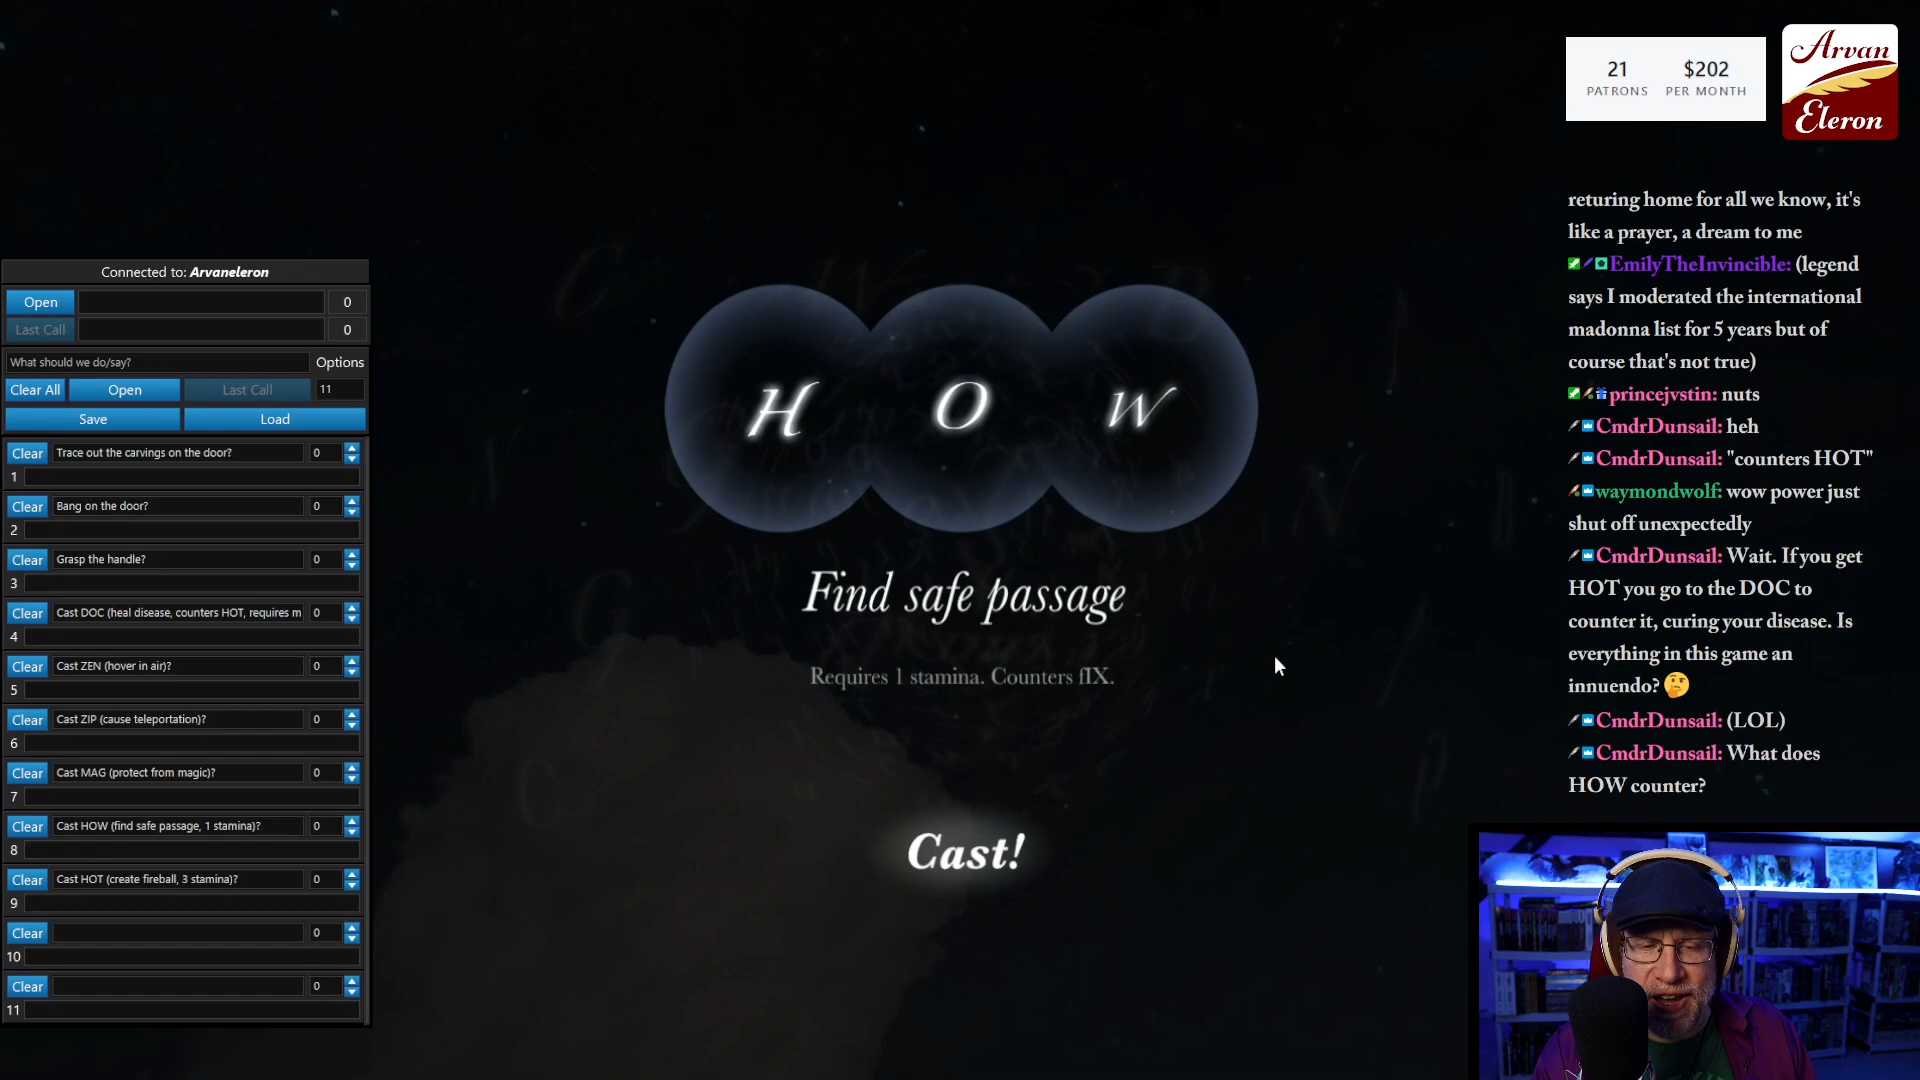 Connected to: Arvaneleron
Open 0
Last Call 0
What should we do/say? Options
Clear All Open Last Call 11
Save Load
Clear Trace out the carvings on the door? 0
1
Clear Bang on the door? 0
2
Clear Grasp the handle? 0
3
Clear Cast DOC (heal disease, counters HOT, requires m 0
4
Clear Cast ZEN (hover in air)? 0
5
Clear Cast ZIP (cause teleportation)? 0
6
Clear Cast MAG (protect from magic)? 0
7
Clear Cast HOW (find safe passage, 1 stamina)? 0
8
Clear Cast HOT (create fireball, 3 stamina)? 0
9
Clear 0
10
Clear 0
11
H O W
Find safe passage
Requires 1 stamina. Counters fIX.
Cast!
21 $202
PATRONS PER MONTH
Arvan
Eleron
returing home for all we know, it's
like a prayer, a dream to me
EmilyTheInvincible: (legend
says I moderated the international
madonna list for 5 years but of
course that's not true)
princejvstin: nuts
CmdrDunsail: heh
CmdrDunsail: "counters HOT"
waymondwolf: wow power just
shut off unexpectedly
CmdrDunsail: Wait. If you get
HOT you go to the DOC to
counter it, curing your disease. Is
everything in this game an
innuendo? 🤔
CmdrDunsail: (LOL)
CmdrDunsail: What does
HOW counter?